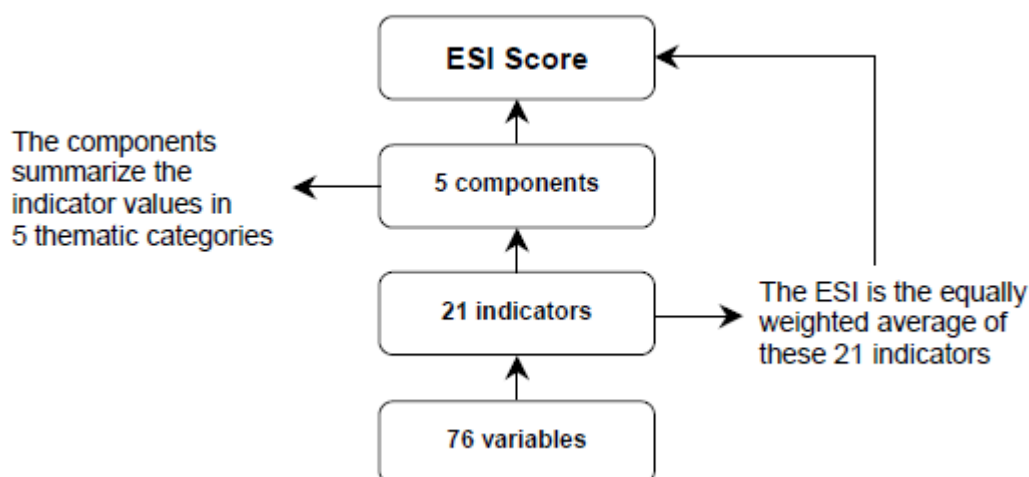 ESI Score
The components
summarize the
indicator values in
5 thematic categories
5 components
21 indicators
The ESI is the equally
weighted average of
these 21 indicators
76 variables